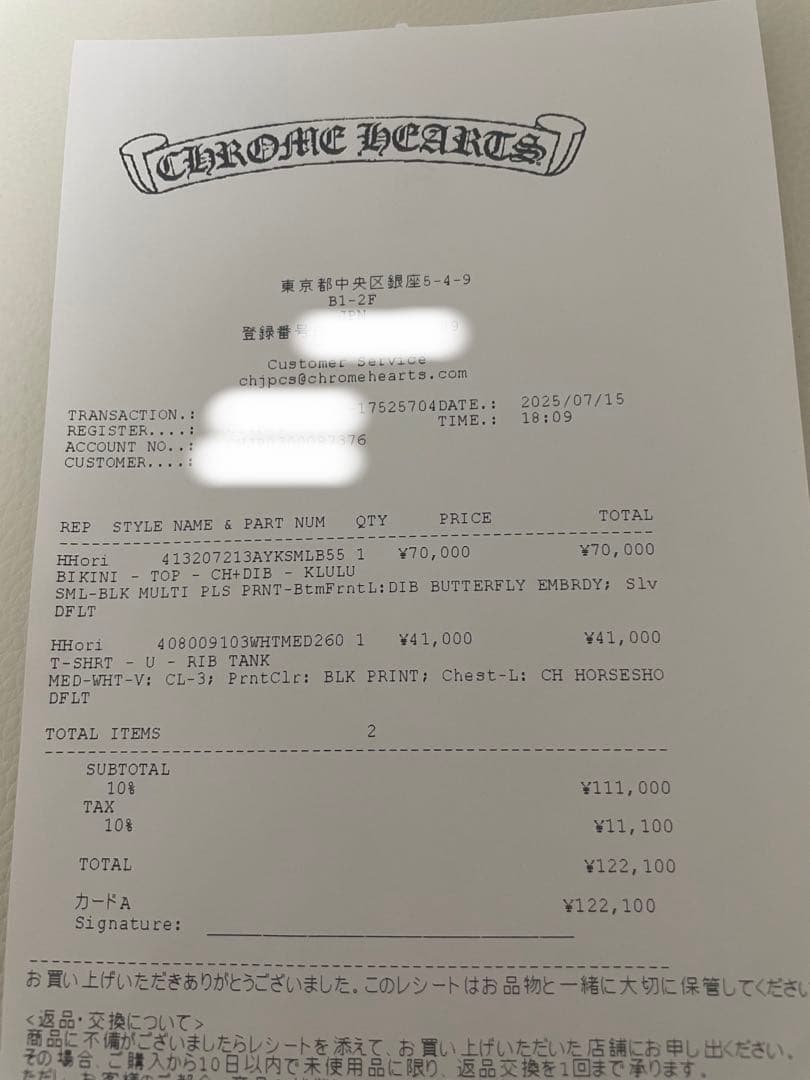 CHROME HEARTS
東京都中央区銀座5-4-9
B1-2F
JPN
登録番号 9
Customer Service
chjpcs@chromehearts.com
TRANSACTION.: -17525704 DATE.: 2025/07/15
REGISTER....: TIME.: 18:09
ACCOUNT NO..: 7376
CUSTOMER....:
REP STYLE NAME & PART NUM QTY PRICE TOTAL
HHori 413207213AYKSMLB55 1 ¥70,000 ¥70,000
BIKINI - TOP - CH+DIB - KLULU
SML-BLK MULTI PLS PRNT-BtmFrntL:DIB BUTTERFLY EMBRDY; Slv
DFLT
HHori 408009103WHTMED260 1 ¥41,000 ¥41,000
T-SHRT - U - RIB TANK
MED-WHT-V: CL-3; PrntClr: BLK PRINT; Chest-L: CH HORSESHO
DFLT
TOTAL ITEMS 2
SUBTOTAL
10% ¥111,000
TAX
10% ¥11,100
TOTAL ¥122,100
カードA ¥122,100
Signature:
お買い上げいただきありがとうございました。このレシートはお品物と一緒に大切に保管してください
<返品・交換について>
商品に不備がございましたらレシートを添えて、お買い上げいただいた店舗にお申し出ください。
その場合、ご購入から10日以内で未使用品に限り、返品交換を1回まで承ります。